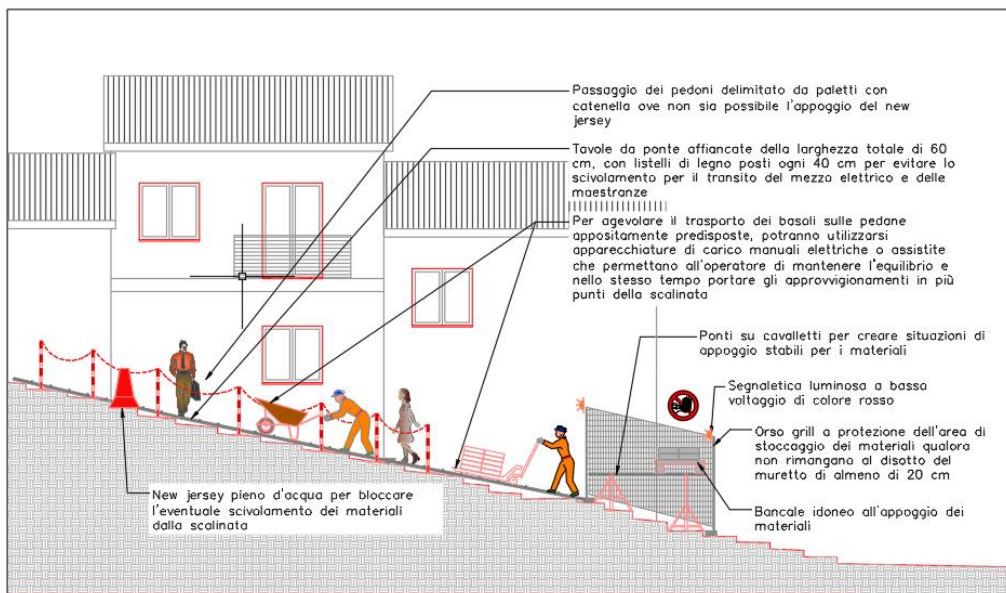 Passaggio dei pedoni delimitato da paletti con
catenella ove non sia possibile l'appoggio del new
jersey
Tavole da ponte affiancate della larghezza totale di 60
cm, con listelli di legno posti ogni 40 cm per evitare lo
scivolamento per il transito del mezzo elettrico e delle
maestranze
Per agevolare il trasporto dei basoli sulle pedane
appositamente predisposte, potranno utilizzarsi
apparecchiature di carico manuali elettriche o assistite
che permettano all'operatore di mantenere l'equilibrio e
nello stesso tempo portare gli approvvigionamenti in più
punti della scalinata
Ponti su cavalletti per creare situazioni di
appoggio stabili per i materiali
Segnaletica luminosa a basso
voltaggio di colore rosso
Orso grill a protezione dell'area di
stoccaggio dei materiali qualora
non rimangano al disotto del
muretto di almeno di 20 cm
Bancale idoneo all'appoggio dei
materiali
New jersey pieno d'acqua per bloccare
l'eventuale scivolamento dei materiali
dalla scalinata